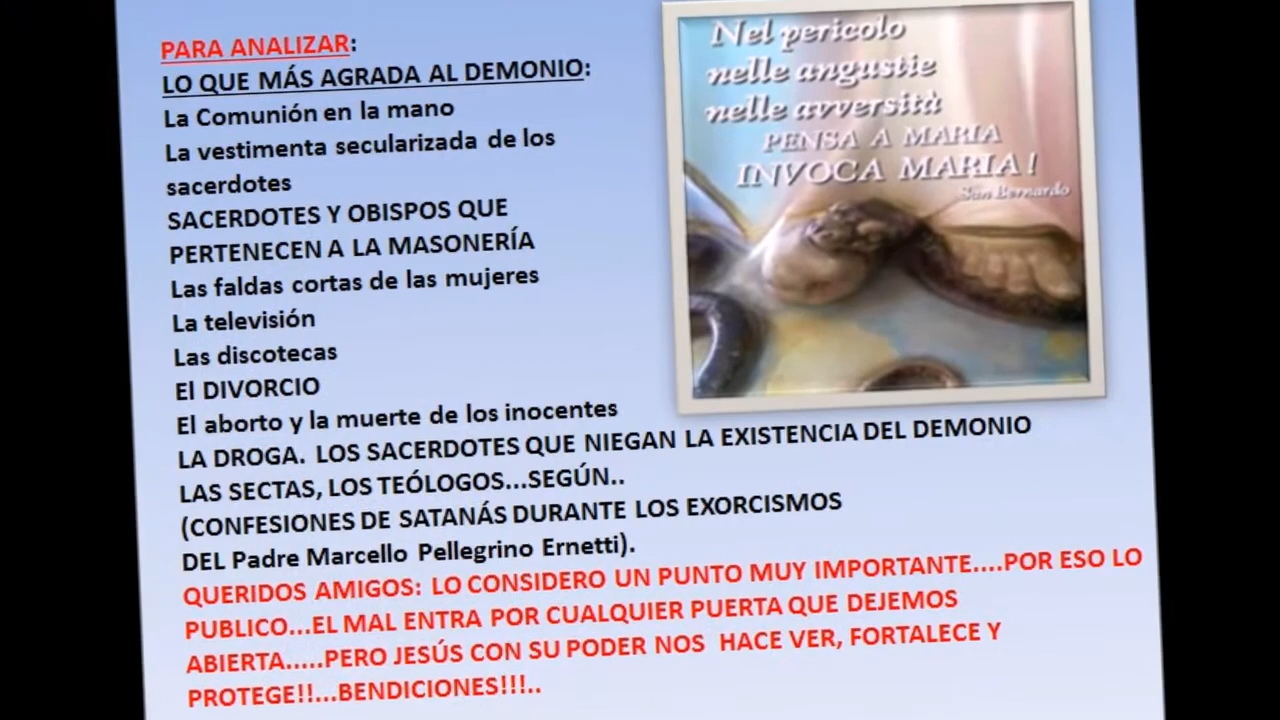 PARA ANALIZAR:
LO QUE MÁS AGRADA AL DEMONIO:
La Comunión en la mano
La vestimenta secularizada de los
sacerdotes
SACERDOTES Y OBISPOS QUE
PERTENECEN A LA MASONERÍA
Las faldas cortas de las mujeres
La televisión
Las discotecas
El DIVORCIO
El aborto y la muerte de los inocentes
LA DROGA. LOS SACERDOTES QUE NIEGAN LA EXISTENCIA DEL DEMONIO
LAS SECTAS, LOS TEÓLOGOS...SEGÚN..
(CONFESIONES DE SATANÁS DURANTE LOS EXORCISMOS
DEL Padre Marcello Pellegrino Ernetti).
QUERIDOS AMIGOS: LO CONSIDERO UN PUNTO MUY IMPORTANTE....POR ESO LO
PUBLICO...EL MAL ENTRA POR CUALQUIER PUERTA QUE DEJEMOS
ABIERTA.....PERO JESÚS CON SU PODER NOS HACE VER, FORTALECE Y
PROTEGE!!...BENDICIONES!!!..
Nel pericolo
nelle angustie
nelle avversità
PENSA A MARIA
INVOCA MARIA!
San Bernardo